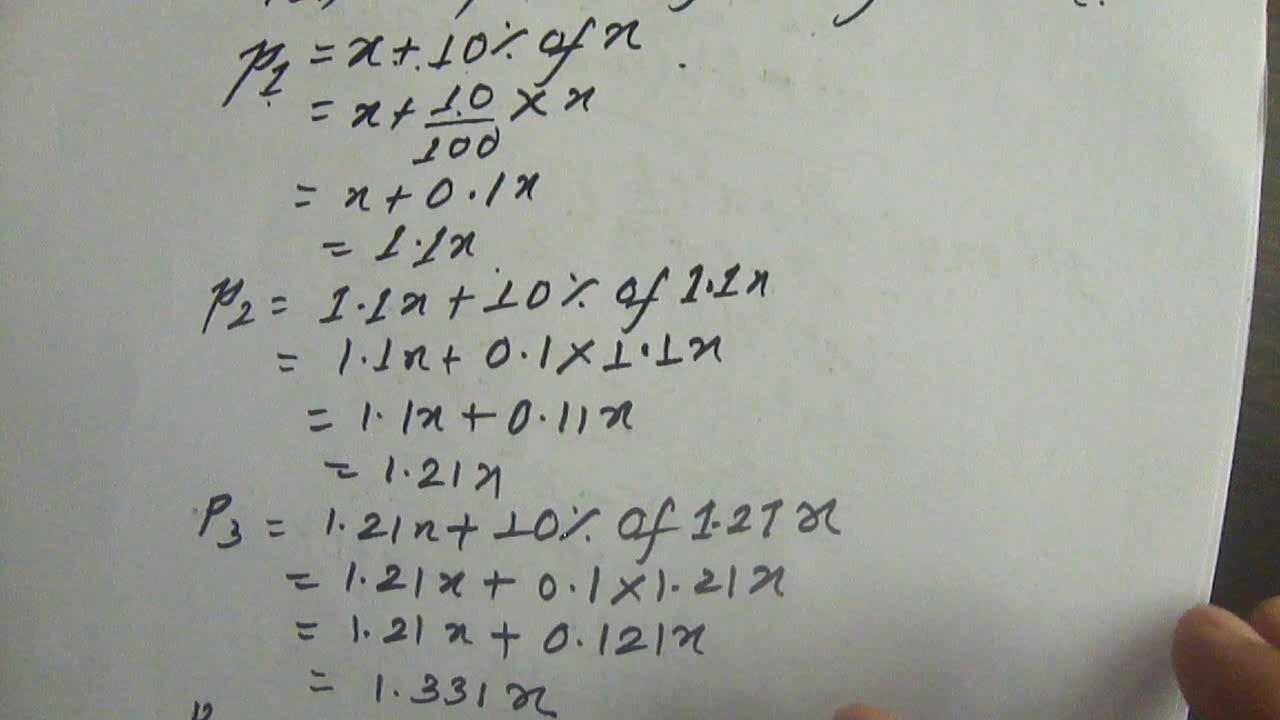 p1 = x + 10% of x
= x + 10/100 × x
= x + 0.1x
= 1.1x
p2 = 1.1x + 10% of 1.1x
= 1.1x + 0.1 × 1.1x
= 1.1x + 0.11x
= 1.21x
P3 = 1.21x + 10% of 1.21x
= 1.21x + 0.1 × 1.21x
= 1.21x + 0.121x
= 1.331x